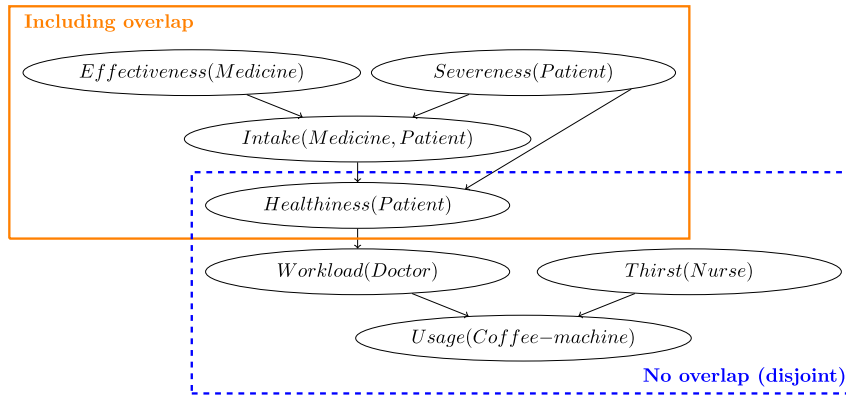 Including overlap
Effectiveness(Medicine) Severeness(Patient)
Intake(Medicine, Patient)
Healthiness(Patient)
Workload(Doctor) Thirst(Nurse)
Usage(Coffee−machine)
No overlap (disjoint)